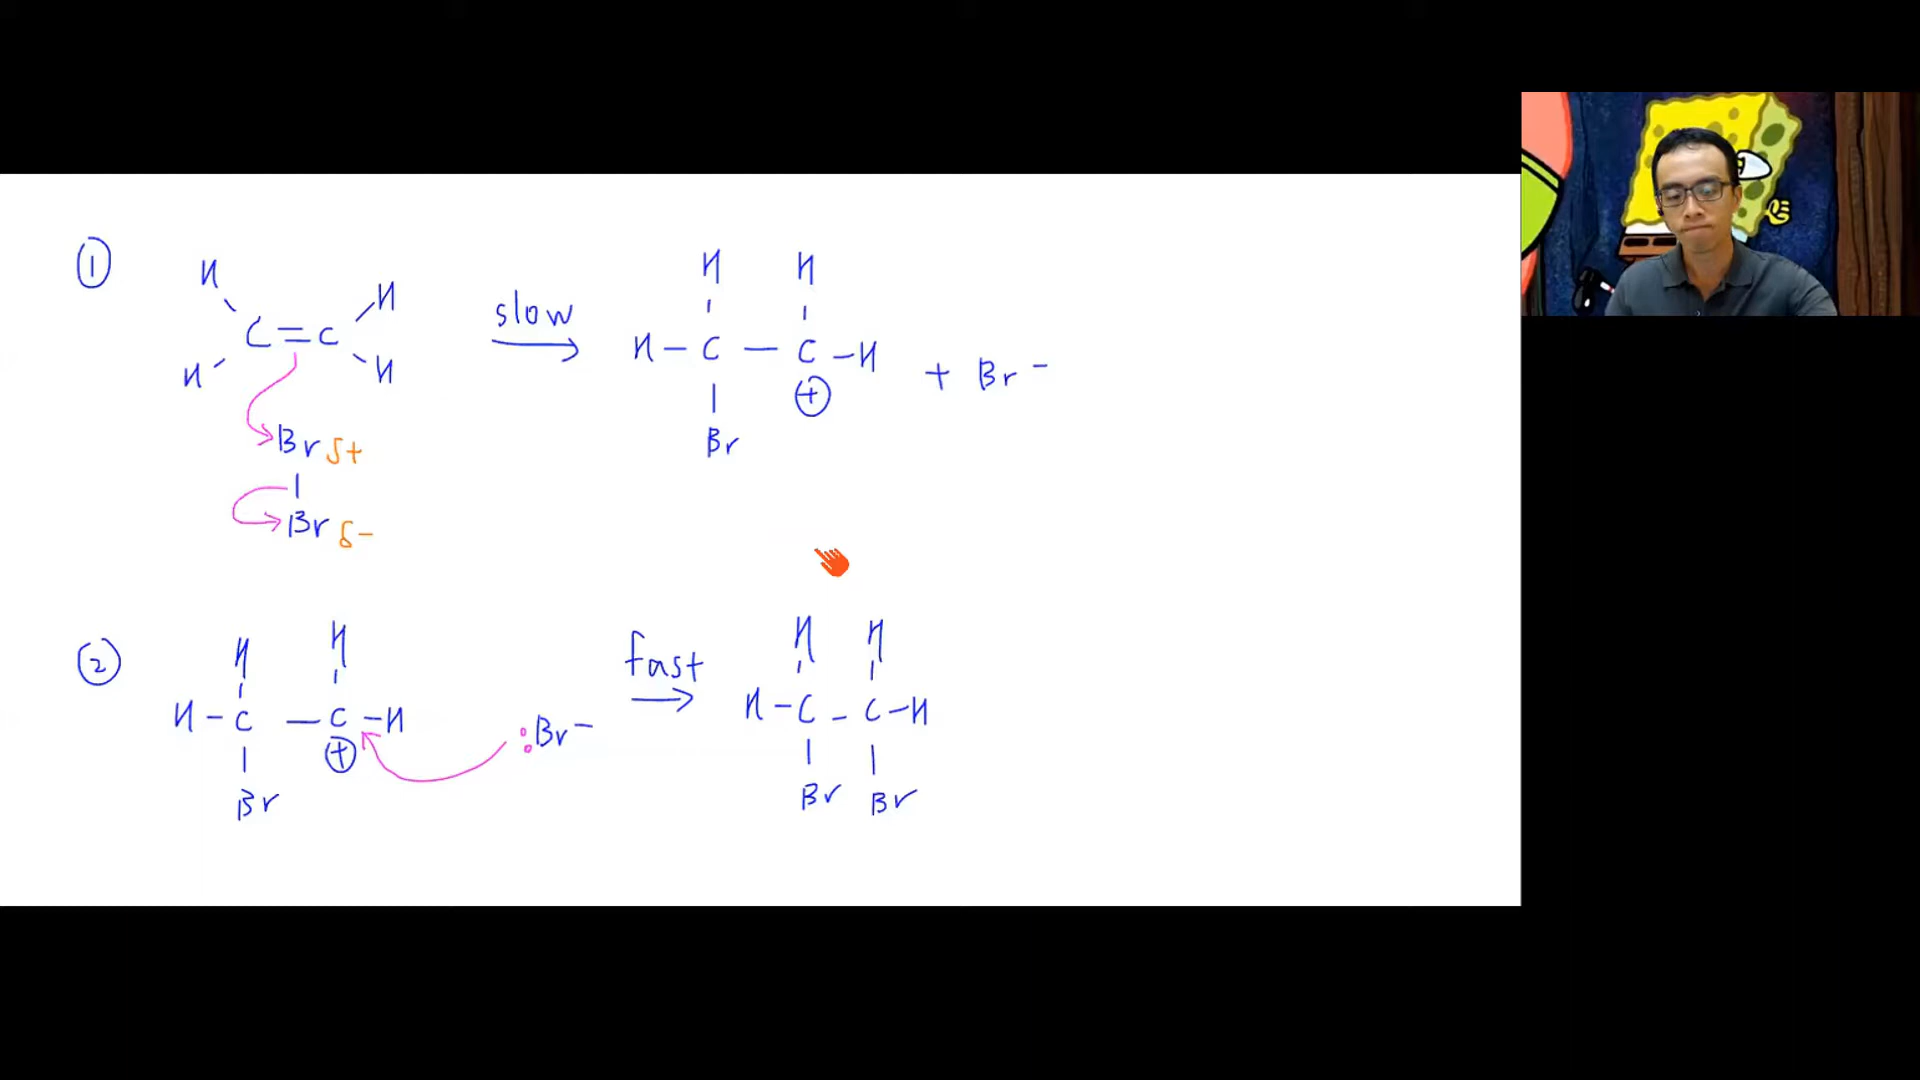 ①
H H
C = C
H H
Br δ+
|
Br δ−
slow
H H
H − C − C − H
⊕
Br
+ Br −
②
H H
H − C − C − H
⊕
Br
: Br −
fast
H H
H − C − C − H
Br Br